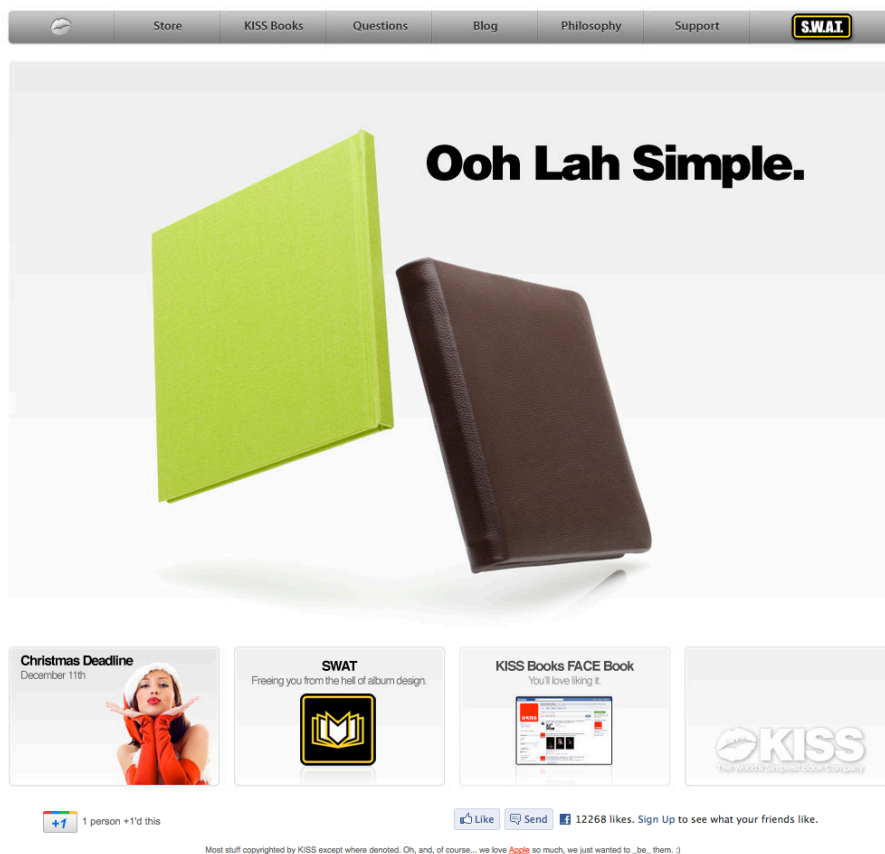 Store KISS Books Questions Blog Philosophy Support S.W.A.T.
Ooh Lah Simple.
Christmas Deadline
December 11th
SWAT
Freeing you from the hell of album design.
KISS Books FACE Book
You'll love liking it.
KISS
The World's Simplest Book Company
+1 1 person +1'd this
Like Send 12268 likes. Sign Up to see what your friends like.
Most stuff copyrighted by KISS except where denoted. Oh, and, of course... we love Apple so much, we just wanted to _be_ them. :)